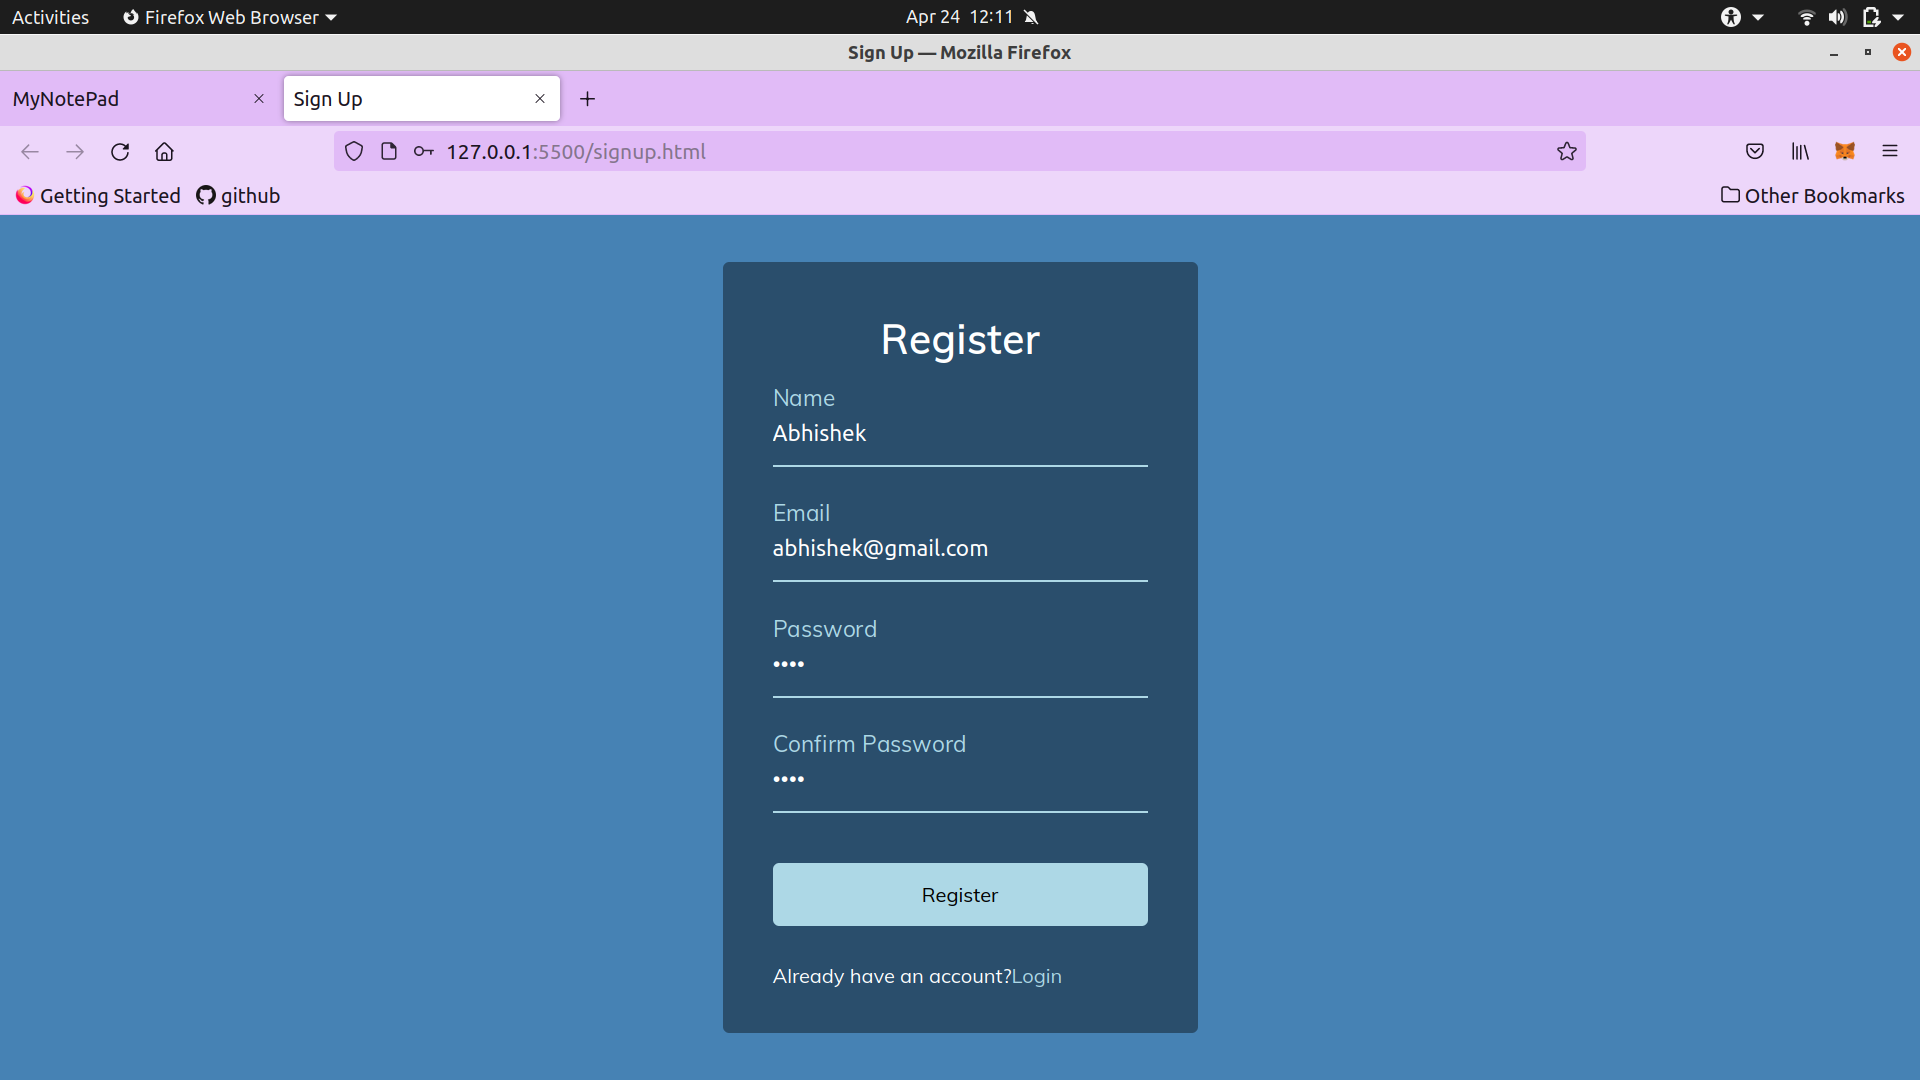 Activities Firefox Web Browser Apr 24 12:11
Sign Up — Mozilla Firefox
MyNotePad Sign Up
127.0.0.1:5500/signup.html
Getting Started github Other Bookmarks
Register
Name
Abhishek
Email
abhishek@gmail.com
Password
••••
Confirm Password
••••
Register
Already have an account?Login